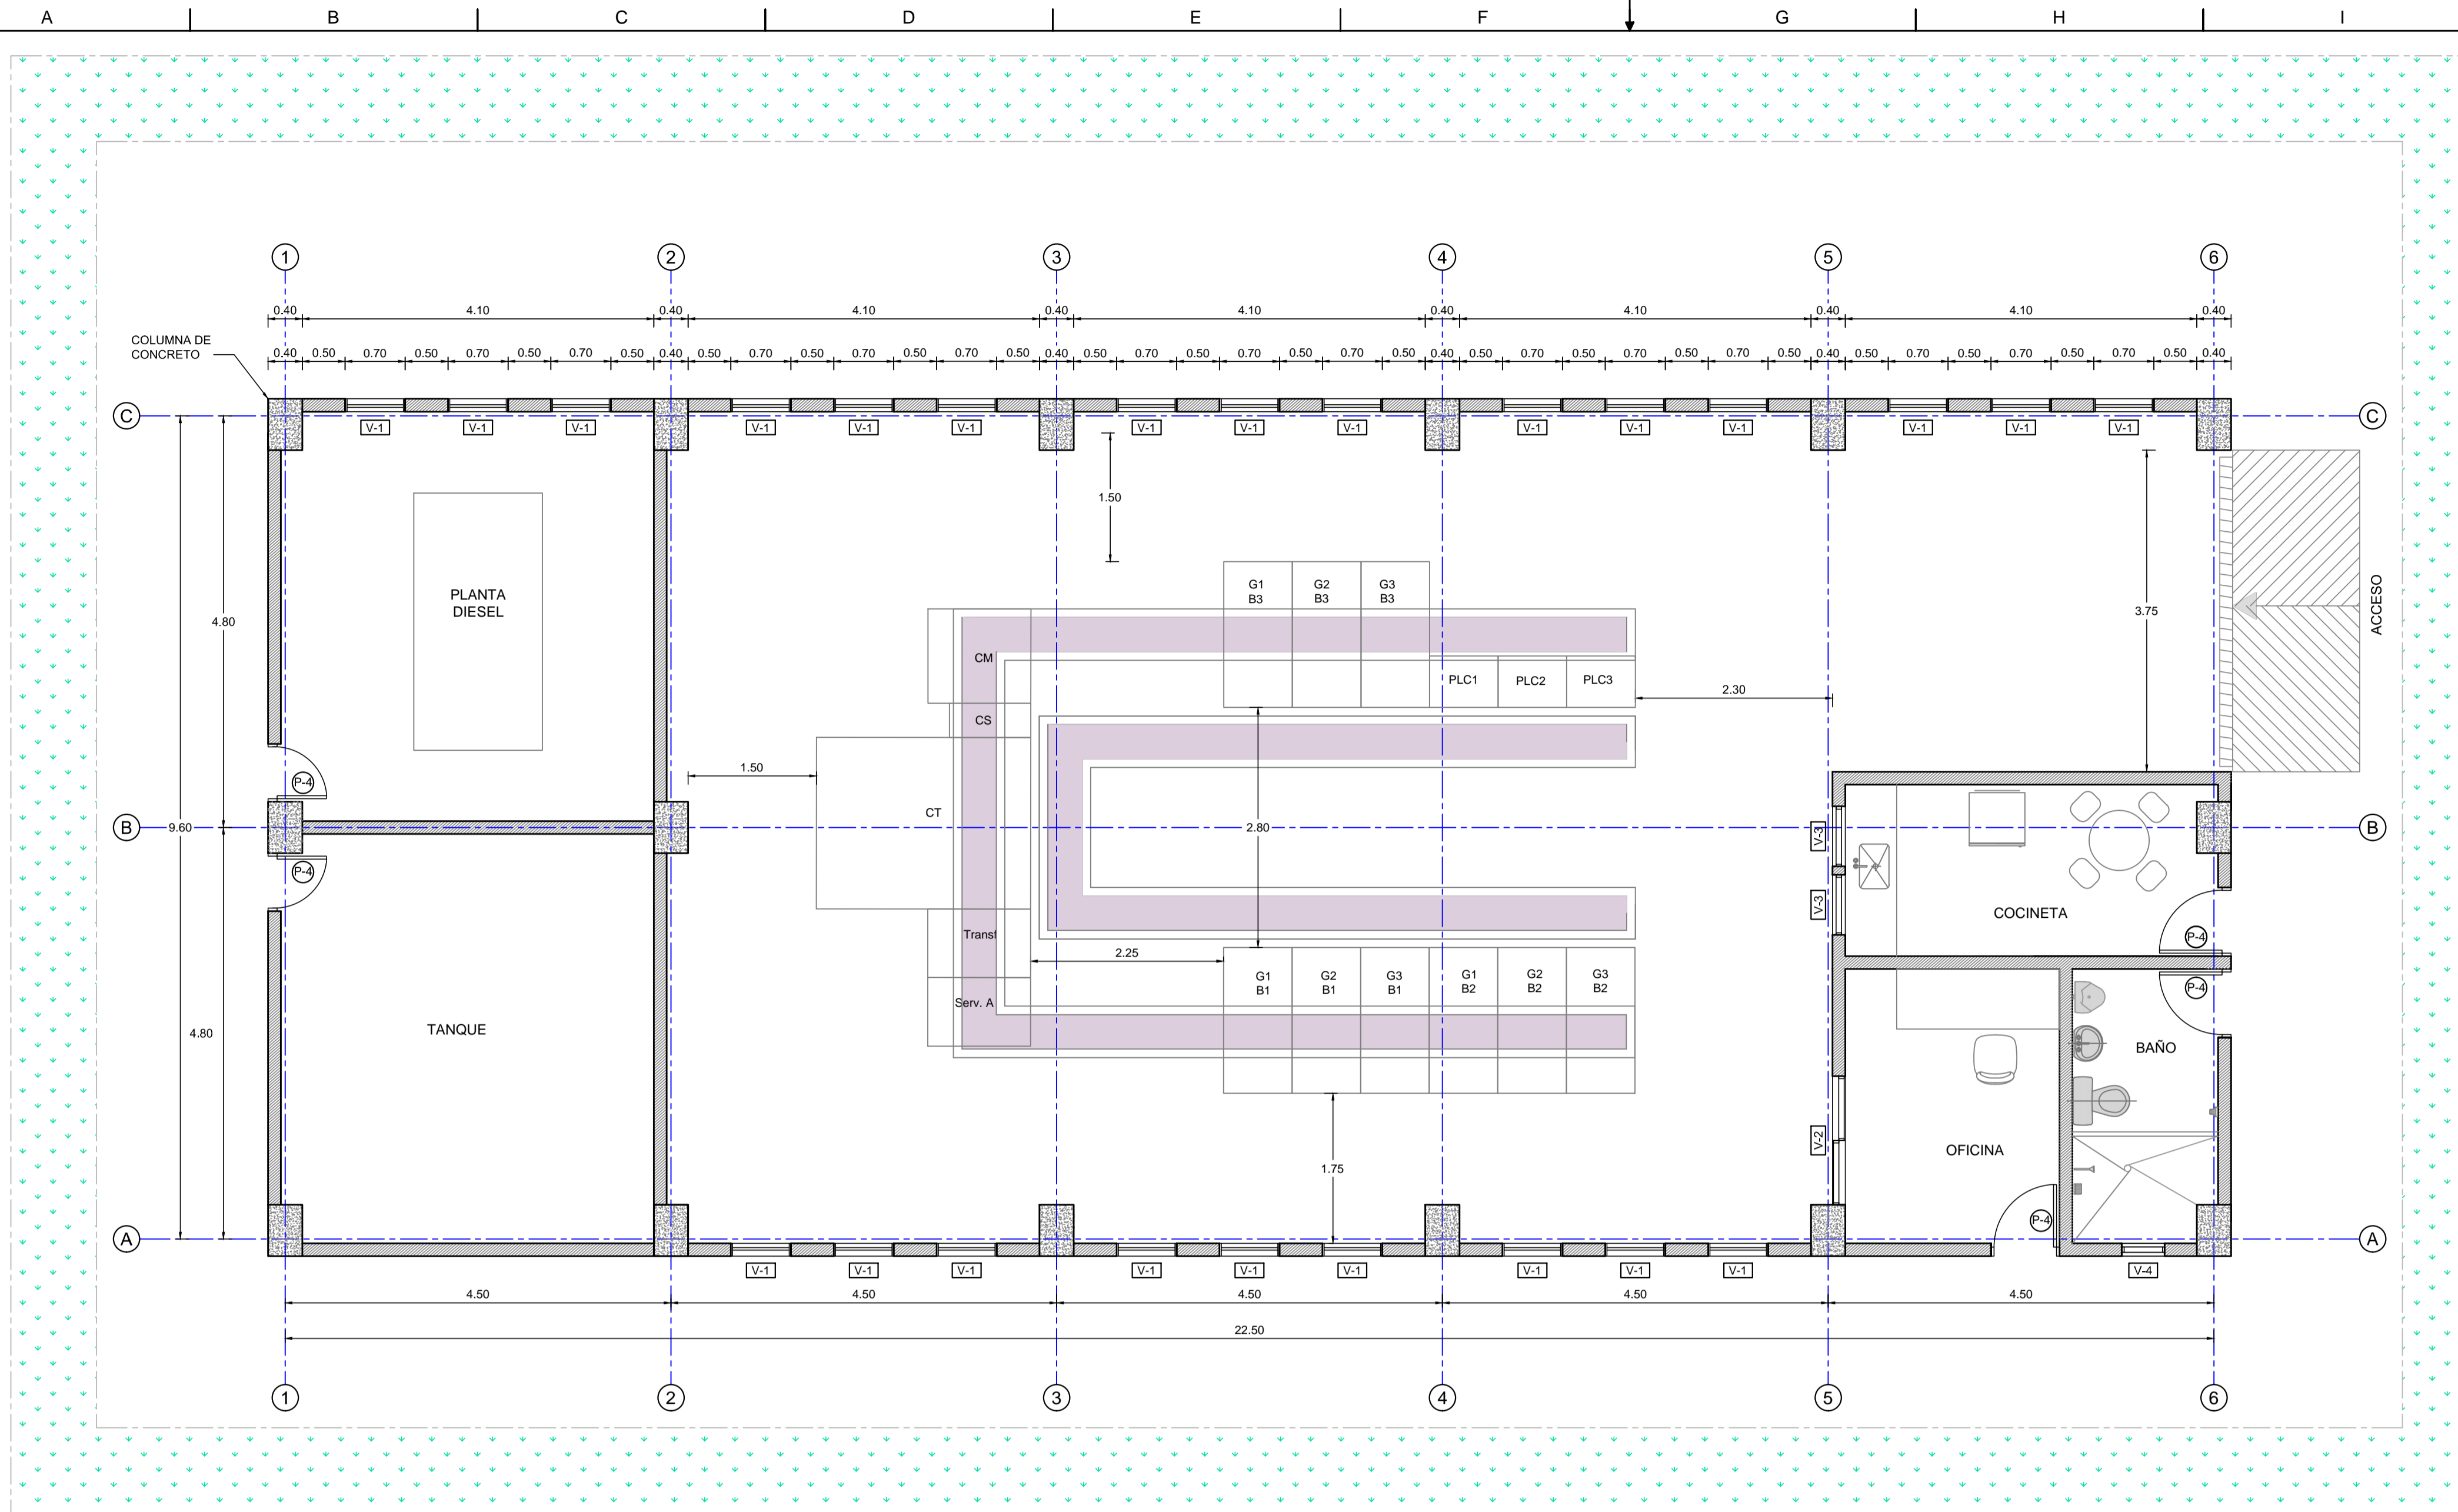 A B C D E F G H I
1 2 3 4 5 6
0.40 4.10 0.40 4.10 0.40 4.10 0.40 4.10 0.40 4.10 0.40
COLUMNA DE
CONCRETO
0.40 0.50 0.70 0.50 0.70 0.50 0.70 0.50 0.40 0.50 0.70 0.50 0.70 0.50 0.70 0.50 0.40 0.50 0.70 0.50 0.70 0.50 0.70 0.50 0.40 0.50 0.70 0.50 0.70 0.50 0.70 0.50 0.40 0.50 0.70 0.50 0.70 0.50 0.70 0.50 0.40
C C
V-1 V-1 V-1 V-1 V-1 V-1 V-1 V-1 V-1 V-1 V-1 V-1 V-1 V-1 V-1
1.50
PLANTA
DIESEL
G1 G2 G3
B3 B3 B3
ACCESO
4.80
3.75
CM
PLC1 PLC2 PLC3
2.30
CS
1.50
P-4
CT
B 9.60 2.80 B
V-3
P-4
V-3
COCINETA
Transf
P-4
2.25
G1 G2 G3 G1 G2 G3
B1 B1 B1 B2 B2 B2
P-4
Serv. A
4.80
TANQUE
BAÑO
V-2
OFICINA
1.75
P-4
A A
V-1 V-1 V-1 V-1 V-1 V-1 V-1 V-1 V-1 V-4
4.50 4.50 4.50 4.50 4.50
22.50
1 2 3 4 5 6